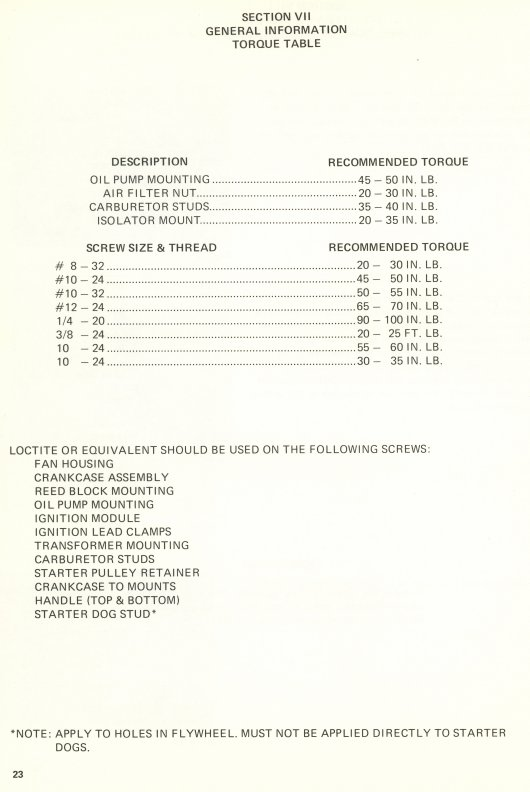 SECTION VII
GENERAL INFORMATION
TORQUE TABLE
DESCRIPTION RECOMMENDED TORQUE
OIL PUMP MOUNTING ........................................ 45 – 50 IN. LB.
AIR FILTER NUT............................................ 20 – 30 IN. LB.
CARBURETOR STUDS........................................ 35 – 40 IN. LB.
ISOLATOR MOUNT........................................... 20 – 35 IN. LB.
SCREW SIZE & THREAD RECOMMENDED TORQUE
# 8 – 32 .................................................................. 20 – 30 IN. LB.
#10 – 24 .................................................................. 45 – 50 IN. LB.
#10 – 32 .................................................................. 50 – 55 IN. LB.
#12 – 24 .................................................................. 65 – 70 IN. LB.
1/4 – 20 .................................................................. 90 – 100 IN. LB.
3/8 – 24 .................................................................. 20 – 25 FT. LB.
10 – 24 .................................................................. 55 – 60 IN. LB.
10 – 24 .................................................................. 30 – 35 IN. LB.
LOCTITE OR EQUIVALENT SHOULD BE USED ON THE FOLLOWING SCREWS:
FAN HOUSING
CRANKCASE ASSEMBLY
REED BLOCK MOUNTING
OIL PUMP MOUNTING
IGNITION MODULE
IGNITION LEAD CLAMPS
TRANSFORMER MOUNTING
CARBURETOR STUDS
STARTER PULLEY RETAINER
CRANKCASE TO MOUNTS
HANDLE (TOP & BOTTOM)
STARTER DOG STUD*
*NOTE: APPLY TO HOLES IN FLYWHEEL. MUST NOT BE APPLIED DIRECTLY TO STARTER
DOGS.
23